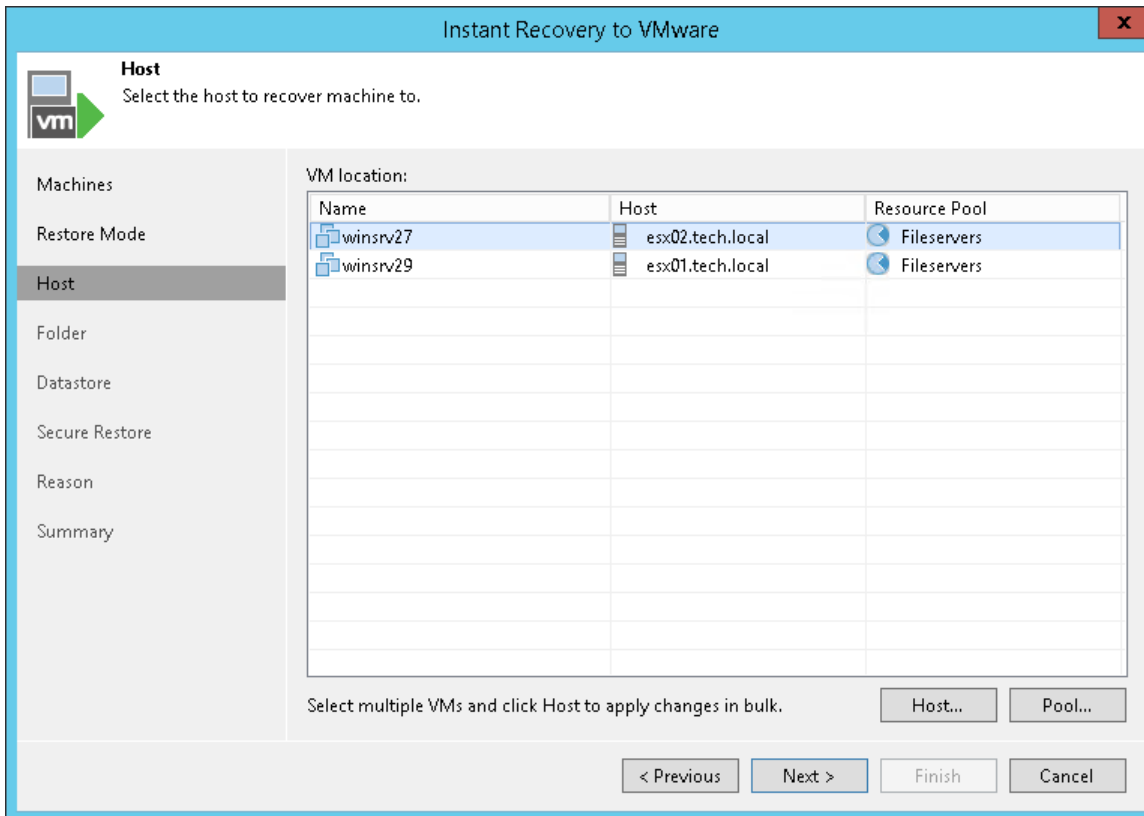 Instant Recovery to VMware
x
Host
Select the host to recover machine to.
vm
Machines
Restore Mode
Host
Folder
Datastore
Secure Restore
Reason
Summary
VM location:
Name Host Resource Pool
winsrv27 esx02.tech.local Fileservers
winsrv29 esx01.tech.local Fileservers
Select multiple VMs and click Host to apply changes in bulk. Host... Pool...
< Previous Next > Finish Cancel